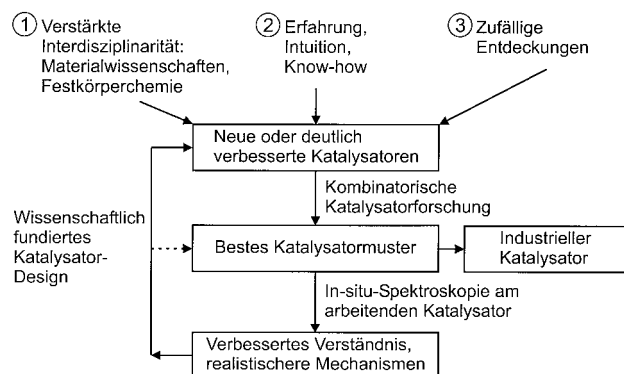 1 Verstärkte
Interdisziplinarität:
Materialwissenschaften,
Festkörperchemie
2 Erfahrung,
Intuition,
Know-how
3 Zufällige
Entdeckungen
Neue oder deutlich
verbesserte Katalysatoren
Kombinatorische
Katalysatorforschung
Wissenschaftlich
fundiertes
Katalysator-
Design
Bestes Katalysatormuster
Industrieller
Katalysator
In-situ-Spektroskopie am
arbeitenden Katalysator
Verbessertes Verständnis,
realistischere Mechanismen